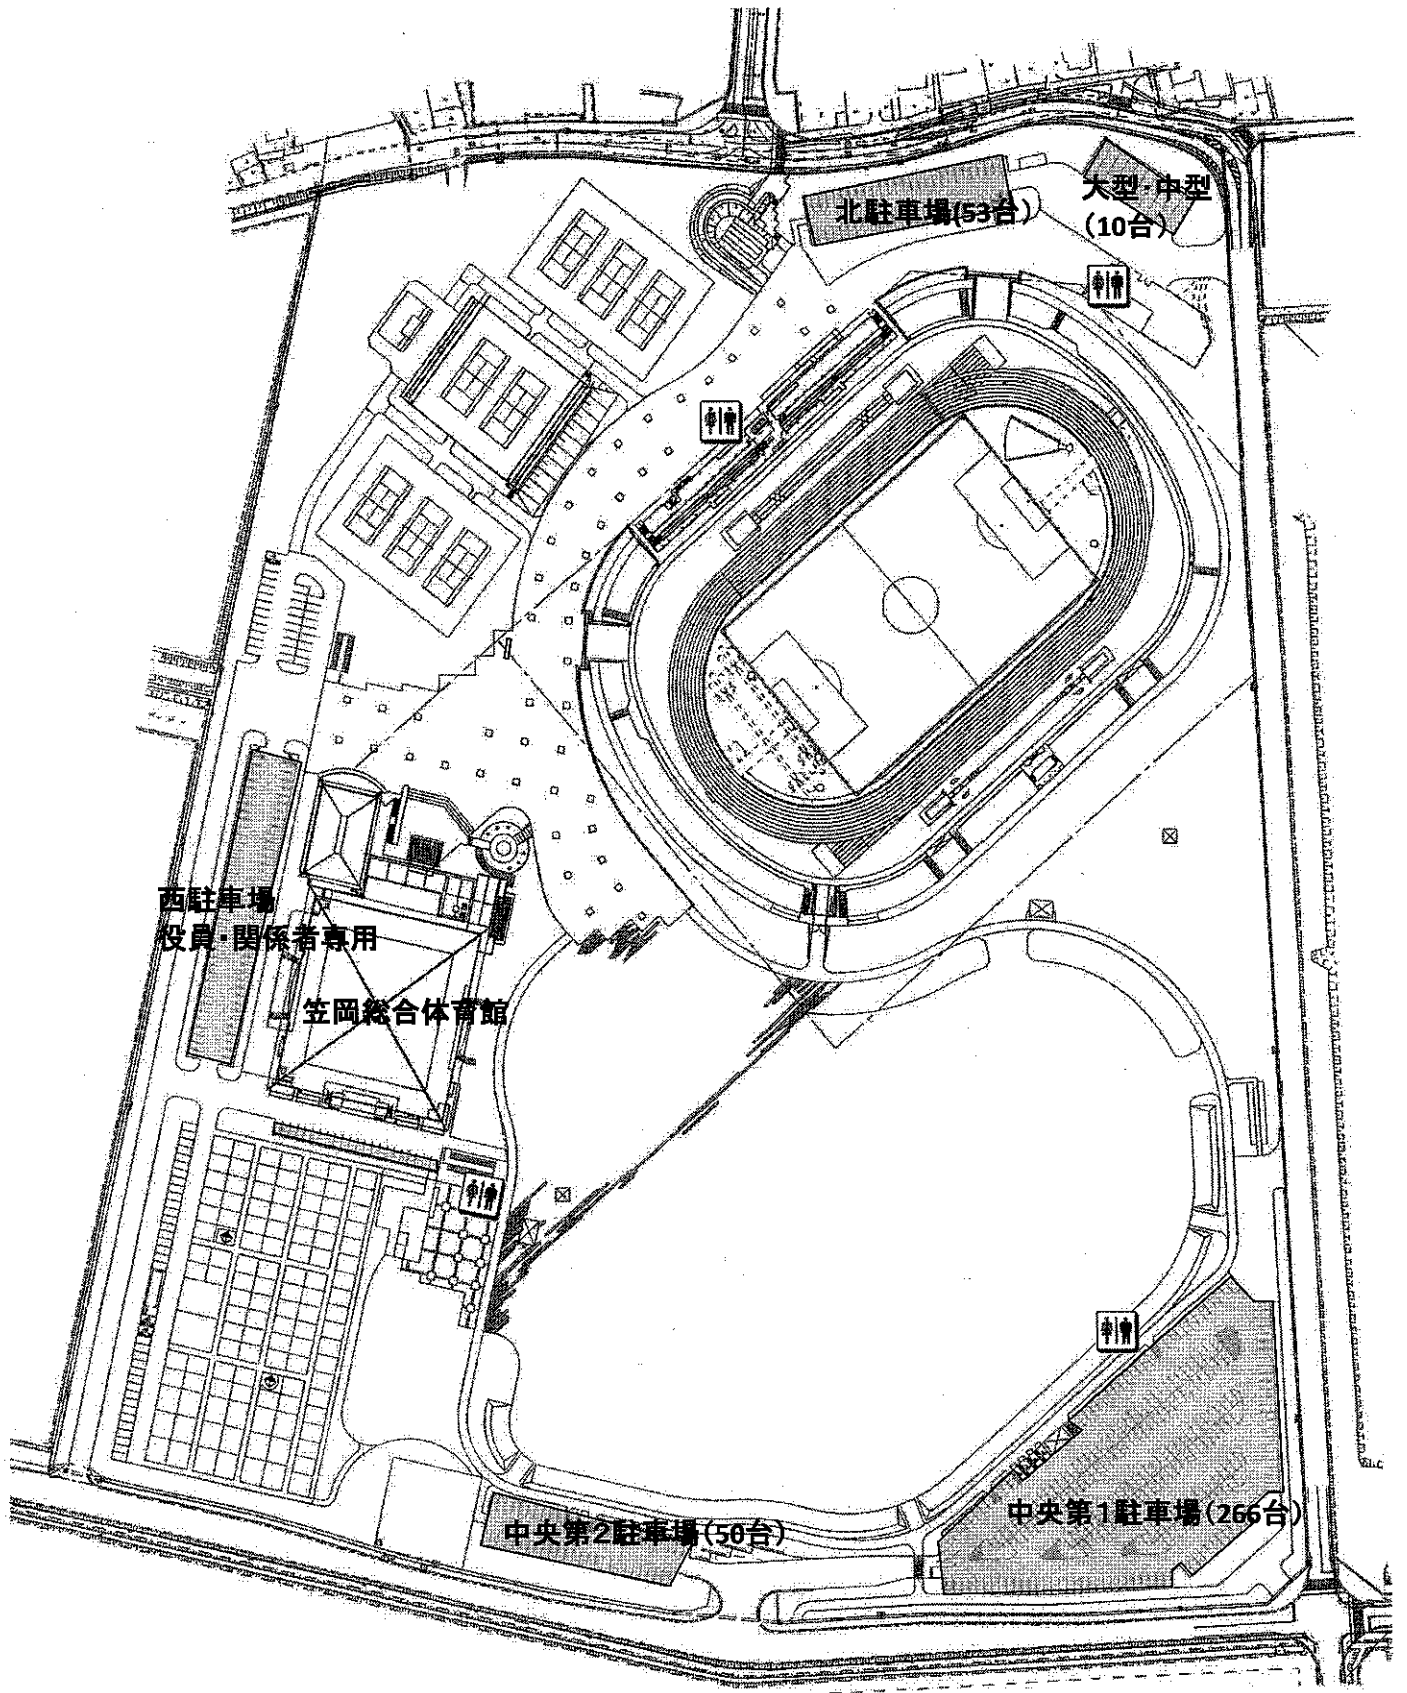 大型・中型
(10台)
北駐車場(53台)
西駐車場
役員・関係者専用
笠岡総合体育館
中央第1駐車場(266台)
中央第2駐車場(50台)